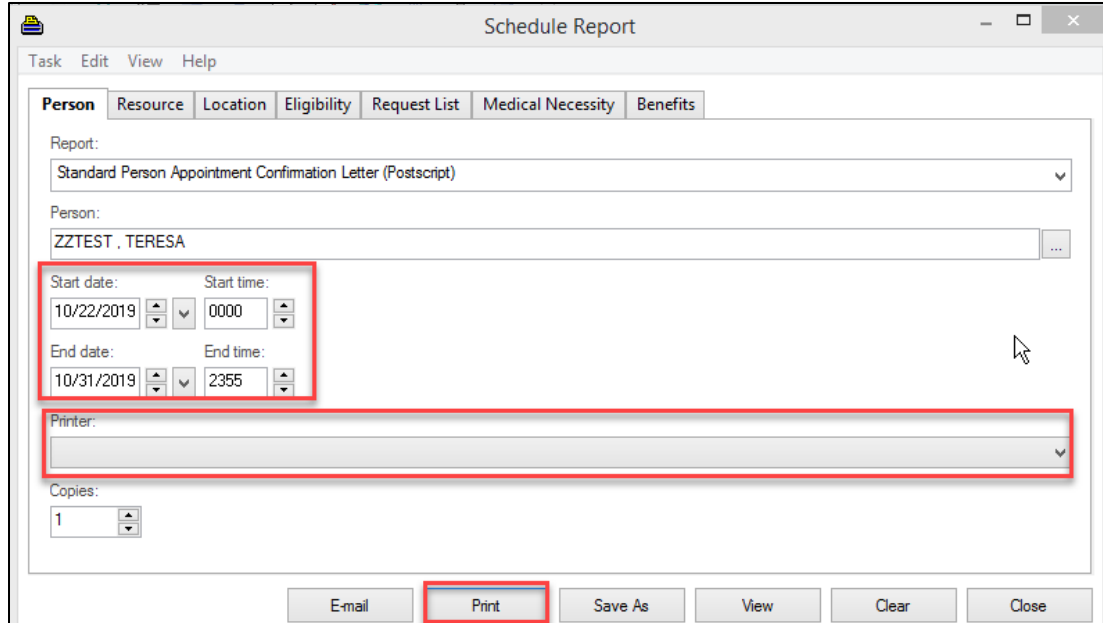 Schedule Report
Task Edit View Help
Person Resource Location Eligibility Request List Medical Necessity Benefits
Report:
Standard Person Appointment Confirmation Letter (Postscript)
Person:
ZZTEST , TERESA
...
Start date: Start time:
10/22/2019 0000
End date: End time:
10/31/2019 2355
Printer:
Copies:
1
E-mail Print Save As View Clear Close